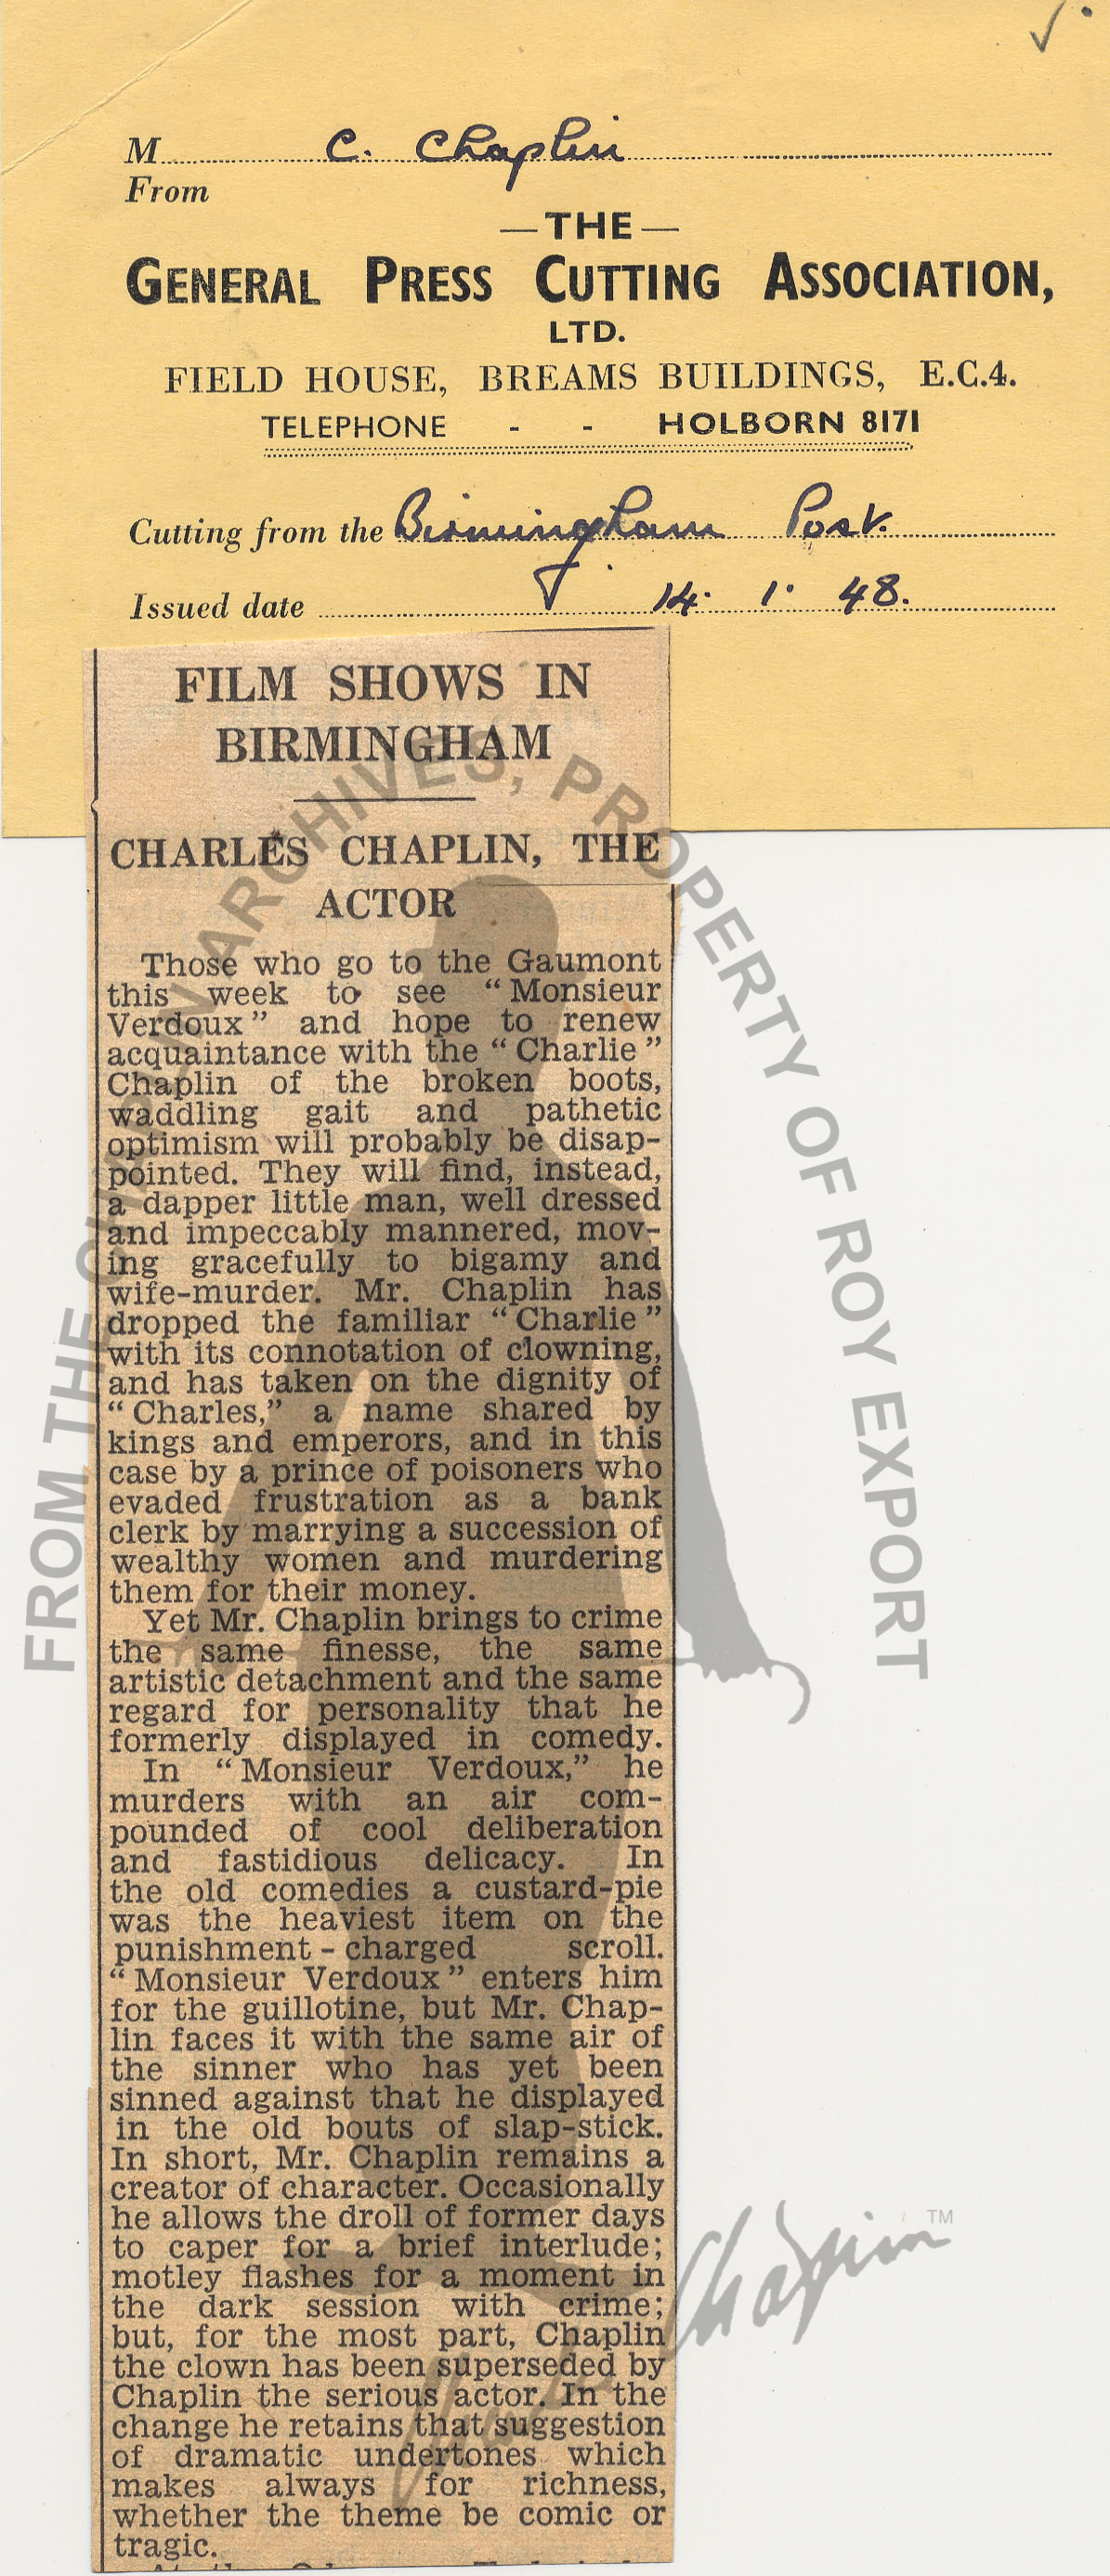 M C. Chaplin
From
—THE—
GENERAL PRESS CUTTING ASSOCIATION,
LTD.
FIELD HOUSE, BREAMS BUILDINGS, E.C.4.
TELEPHONE - - HOLBORN 8171
Cutting from the Birmingham Post.
Issued date 14. 1. 48.
FILM SHOWS IN
BIRMINGHAM
CHARLES CHAPLIN, THE
ACTOR
Those who go to the Gaumont
this week to see “Monsieur
Verdoux” and hope to renew
acquaintance with the “Charlie”
Chaplin of the broken boots,
waddling gait and pathetic
optimism will probably be disap-
pointed. They will find, instead,
a dapper little man, well dressed
and impeccably mannered, mov-
ing gracefully to bigamy and
wife-murder. Mr. Chaplin has
dropped the familiar “Charlie”
with its connotation of clowning,
and has taken on the dignity of
“Charles,” a name shared by
kings and emperors, and in this
case by a prince of poisoners who
evaded frustration as a bank
clerk by marrying a succession of
wealthy women and murdering
them for their money.
Yet Mr. Chaplin brings to crime
the same finesse, the same
artistic detachment and the same
regard for personality that he
formerly displayed in comedy.
In “Monsieur Verdoux,” he
murders with an air com-
pounded of cool deliberation
and fastidious delicacy. In
the old comedies a custard-pie
was the heaviest item on the
punishment-charged scroll.
“Monsieur Verdoux” enters him
for the guillotine, but Mr. Chap-
lin faces it with the same air of
the sinner who has yet been
sinned against that he displayed
in the old bouts of slap-stick.
In short, Mr. Chaplin remains a
creator of character. Occasionally
he allows the droll of former days
to caper for a brief interlude;
motley flashes for a moment in
the dark session with crime;
but, for the most part, Chaplin
the clown has been superseded by
Chaplin the serious actor. In the
change he retains that suggestion
of dramatic undertones which
makes always for richness,
whether the theme be comic or
tragic.
FROM THE CHAPLIN ARCHIVES, PROPERTY OF ROY EXPORT
Charlie Chaplin TM